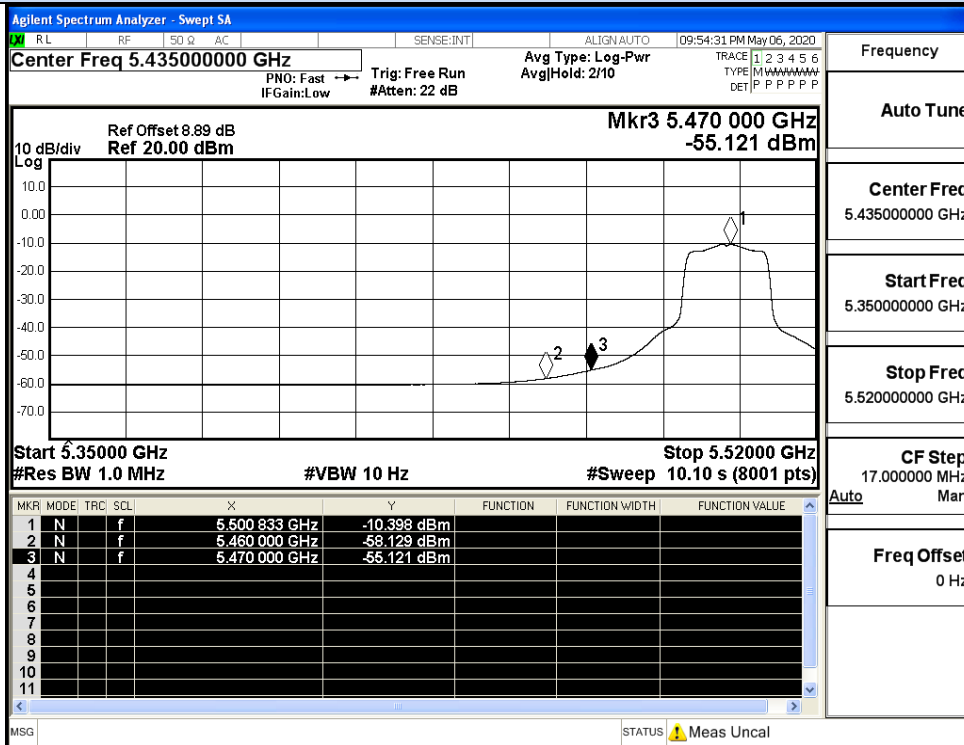 Agilent Spectrum Analyzer - Swept SA
LXI RL RF 50 Ω AC SENSE:INT ALIGN AUTO 09:54:31 PM May 06, 2020
Center Freq 5.435000000 GHz
PNO: Fast
IFGain:Low
Trig: Free Run
#Atten: 22 dB
Avg Type: Log-Pwr
Avg|Hold: 2/10
TRACE 1 2 3 4 5 6
TYPE M W W W W W
DET P P P P P P
Mkr3 5.470 000 GHz
-55.121 dBm
Ref Offset 8.89 dB
10 dB/div Ref 20.00 dBm
Log
10.0
0.00
-10.0
-20.0
-30.0
-40.0
-50.0
-60.0
-70.0
1
2
3
Start 5.35000 GHz Stop 5.52000 GHz
#Res BW 1.0 MHz #VBW 10 Hz #Sweep 10.10 s (8001 pts)
MKR MODE TRC SCL X Y FUNCTION FUNCTION WIDTH FUNCTION VALUE
1 N f 5.500 833 GHz -10.398 dBm
2 N f 5.460 000 GHz -58.129 dBm
3 N f 5.470 000 GHz -55.121 dBm
4
5
6
7
8
9
10
11
MSG STATUS Meas Uncal
Frequency
Auto Tune
Center Freq
5.435000000 GHz
Start Freq
5.350000000 GHz
Stop Freq
5.520000000 GHz
CF Step
17.000000 MHz
Auto Man
Freq Offset
0 Hz